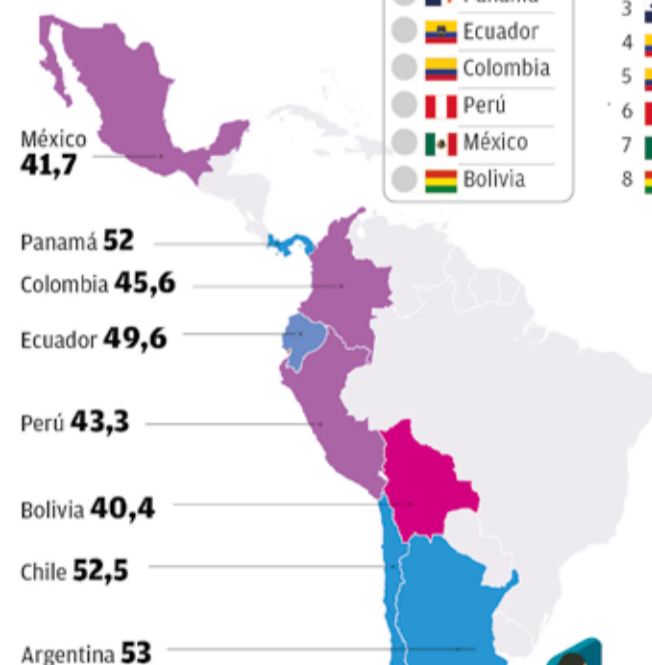 Ecuador
Colombia
Perú
México
Bolivia
3
4
5
6
7
8
México
41,7
Panamá 52
Colombia 45,6
Ecuador 49,6
Perú 43,3
Bolivia 40,4
Chile 52,5
Argentina 53